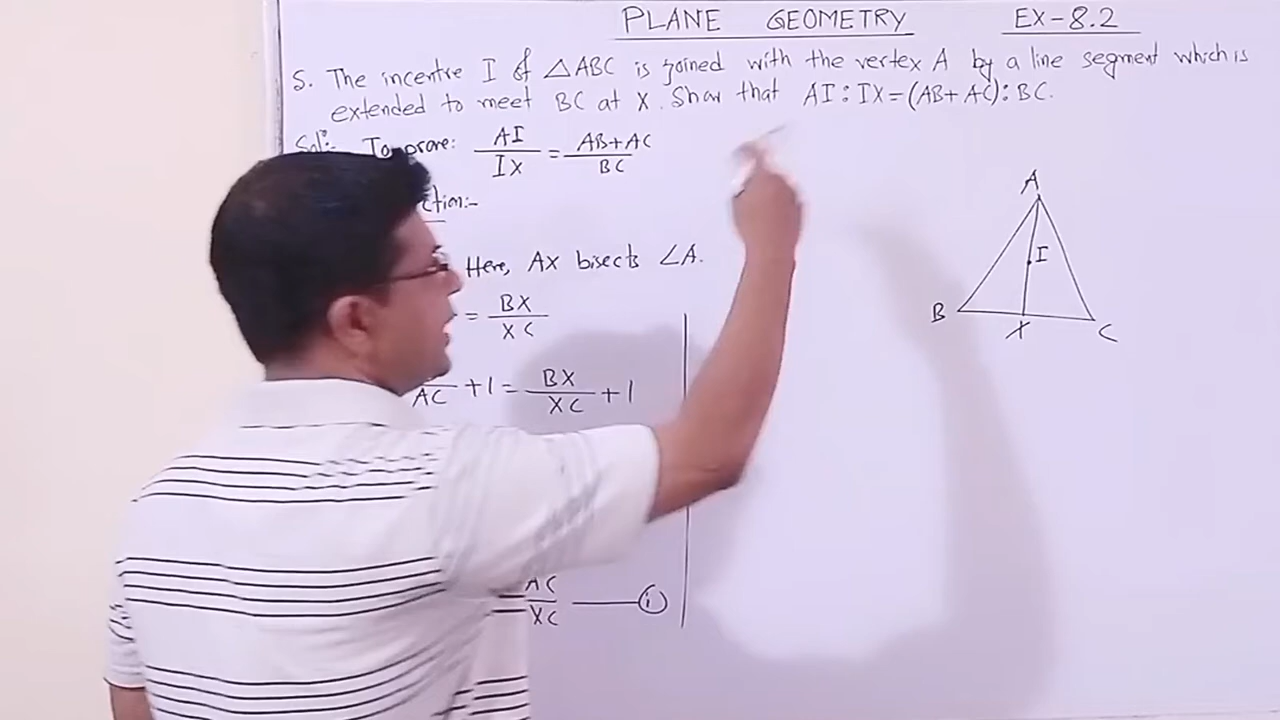 PLANE GEOMETRY EX-8.2
5. The incentre I of △ABC is joined with the vertex A by a line segment which is
extended to meet BC at X. Show that AI : IX = (AB+AC) : BC.
Sol:- To prove: AI/IX = AB+AC/BC
ction:-
Here, AX bisects ∠A.
= BX/XC
AC + 1 = BX/XC + 1
AC/XC —— (i)
A
I
B
X
C